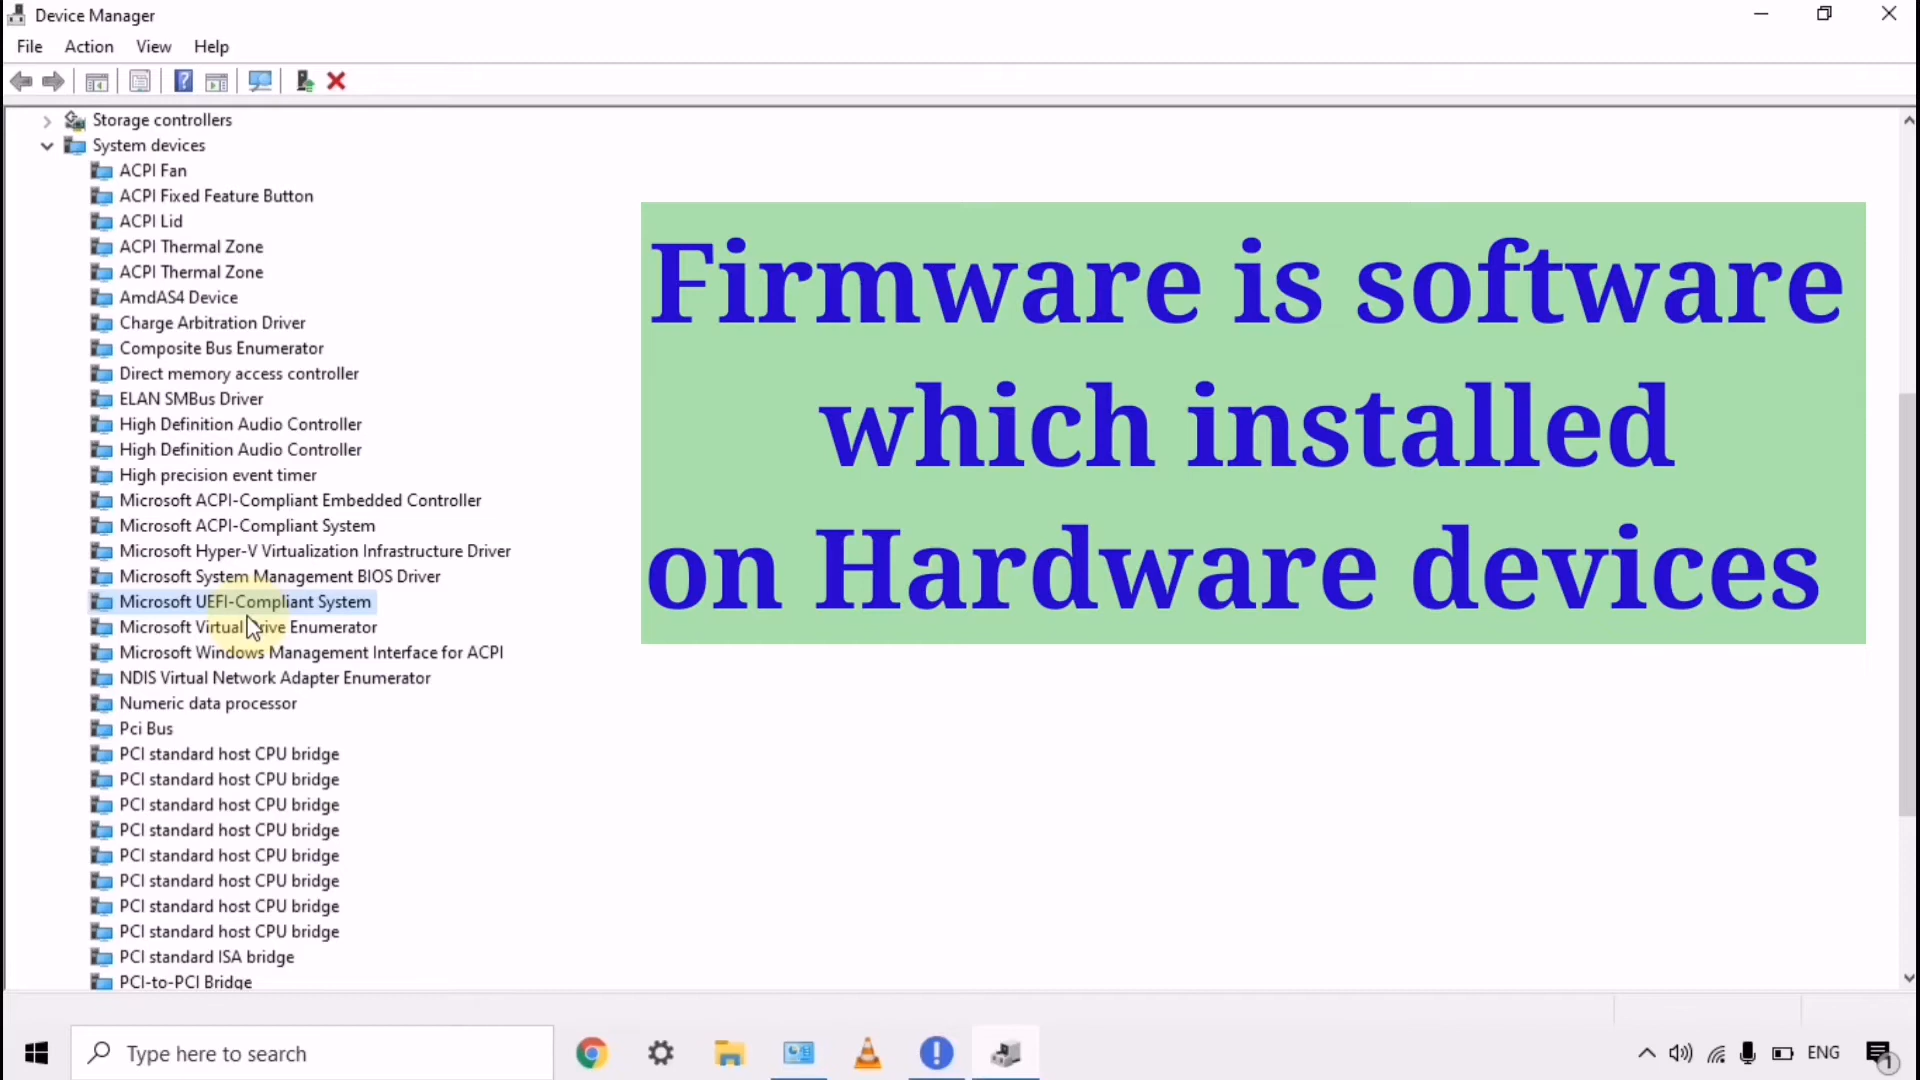 Device Manager
File Action View Help
Storage controllers
System devices
ACPI Fan
ACPI Fixed Feature Button
ACPI Lid
ACPI Thermal Zone
ACPI Thermal Zone
AmdAS4 Device
Charge Arbitration Driver
Composite Bus Enumerator
Direct memory access controller
ELAN SMBus Driver
High Definition Audio Controller
High Definition Audio Controller
High precision event timer
Microsoft ACPI-Compliant Embedded Controller
Microsoft ACPI-Compliant System
Microsoft Hyper-V Virtualization Infrastructure Driver
Microsoft System Management BIOS Driver
Microsoft UEFI-Compliant System
Microsoft Virtual Drive Enumerator
Microsoft Windows Management Interface for ACPI
NDIS Virtual Network Adapter Enumerator
Numeric data processor
Pci Bus
PCI standard host CPU bridge
PCI standard host CPU bridge
PCI standard host CPU bridge
PCI standard host CPU bridge
PCI standard host CPU bridge
PCI standard host CPU bridge
PCI standard host CPU bridge
PCI standard host CPU bridge
PCI standard ISA bridge
PCI-to-PCI Bridge
Firmware is software
which installed
on Hardware devices
Type here to search
ENG
1